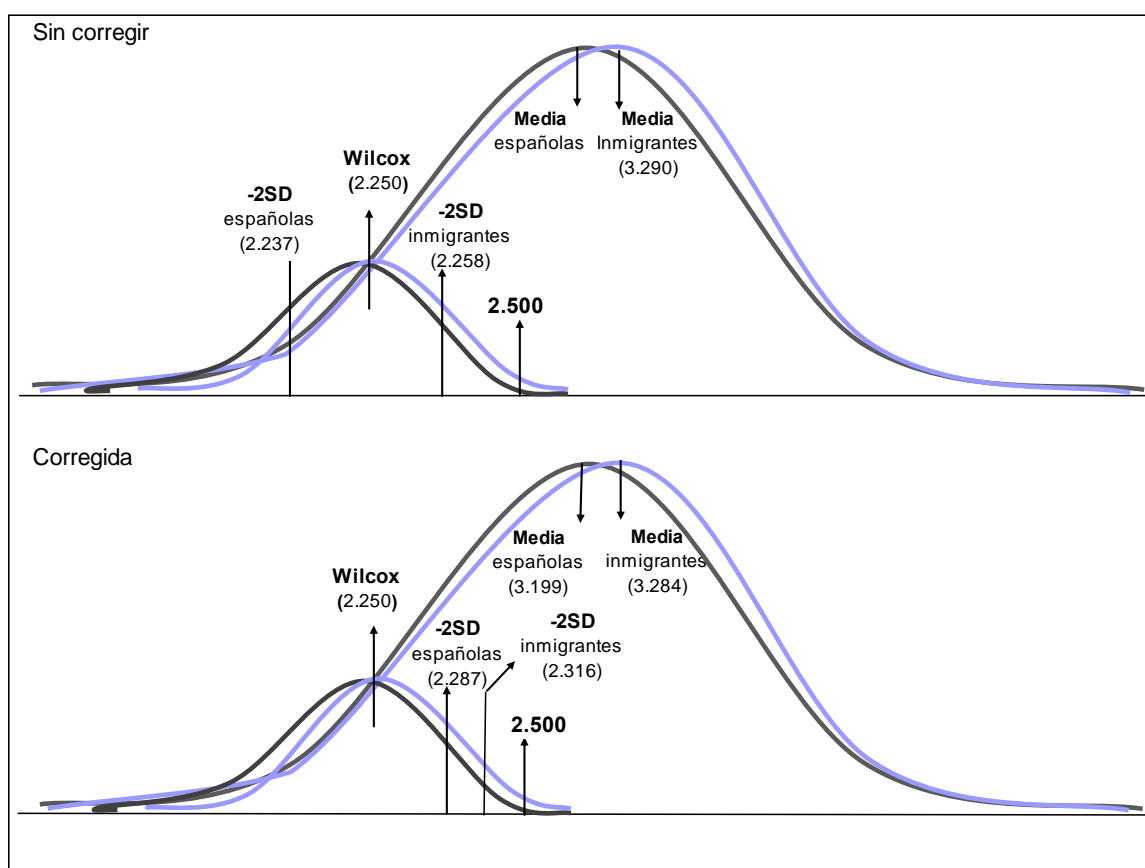 Sin corregir
Media
españolas
Media
Inmigrantes
(3.290)
Wilcox
(2.250)
-2SD
españolas
(2.237)
-2SD
inmigrantes
(2.258)
2.500
Corregida
Media
españolas
(3.199)
Media
inmigrantes
(3.284)
Wilcox
(2.250)
-2SD
españolas
(2.287)
-2SD
inmigrantes
(2.316)
2.500